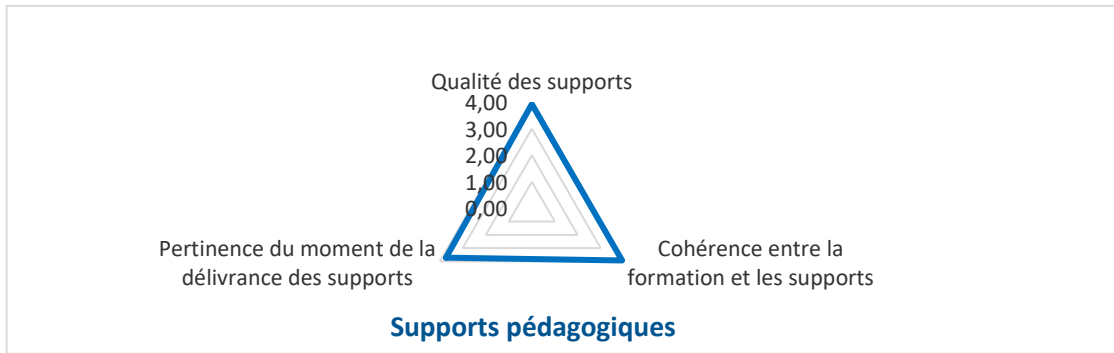 Qualité des supports
4,00
3,00
2,00
1,00
0,00
Pertinence du moment de la
délivrance des supports
Cohérence entre la
formation et les supports
Supports pédagogiques